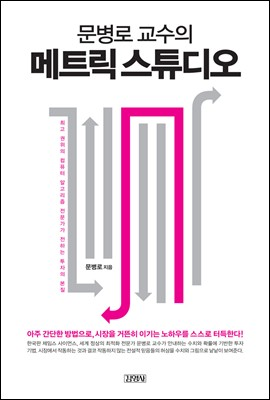 문병로 교수의
메트릭 스튜디오
최고 권위의 컴퓨터 알고리즘 전문가가 전하는 투자의 본질
문병로 지음
아주 간단한 방법으로, 시장을 거뜬히 이기는 노하우를 스스로 터득한다!
한국판 제임스 사이먼스, 세계 정상의 최적화 전문가 문병로 교수가 안내하는 수치와 확률에 기반한 투자
기법. 시장에서 작동하는 것과 결코 작동하지 않는 전설적 믿음들의 허상을 수치와 그림으로 낱낱이 보여준다.
김영사